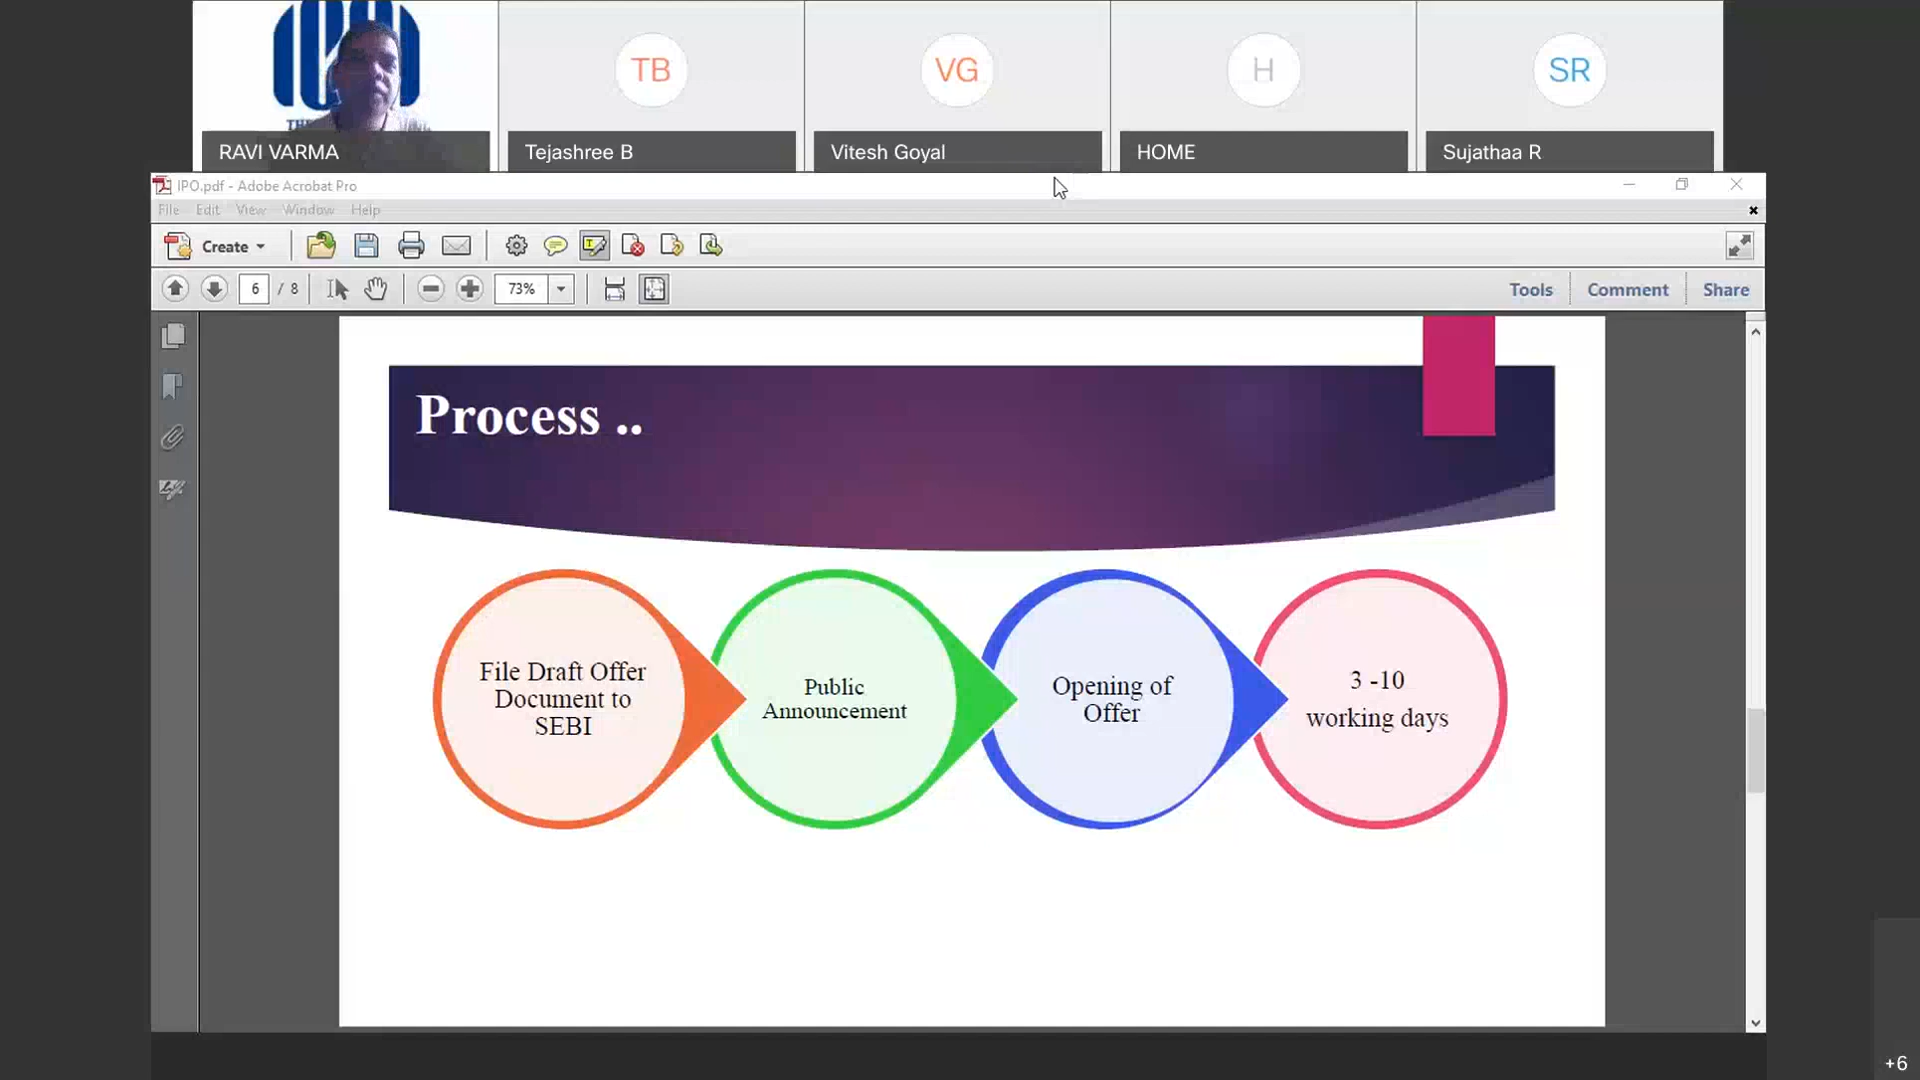 TB
VG
H
SR
RAVI VARMA
Tejashree B
Vitesh Goyal
HOME
Sujathaa R
IPO.pdf - Adobe Acrobat Pro
File Edit View Window Help
Create
6 / 8
73%
Tools
Comment
Share
Process ..
File Draft Offer
Document to
SEBI
Public
Announcement
Opening of
Offer
3 -10
working days
+6